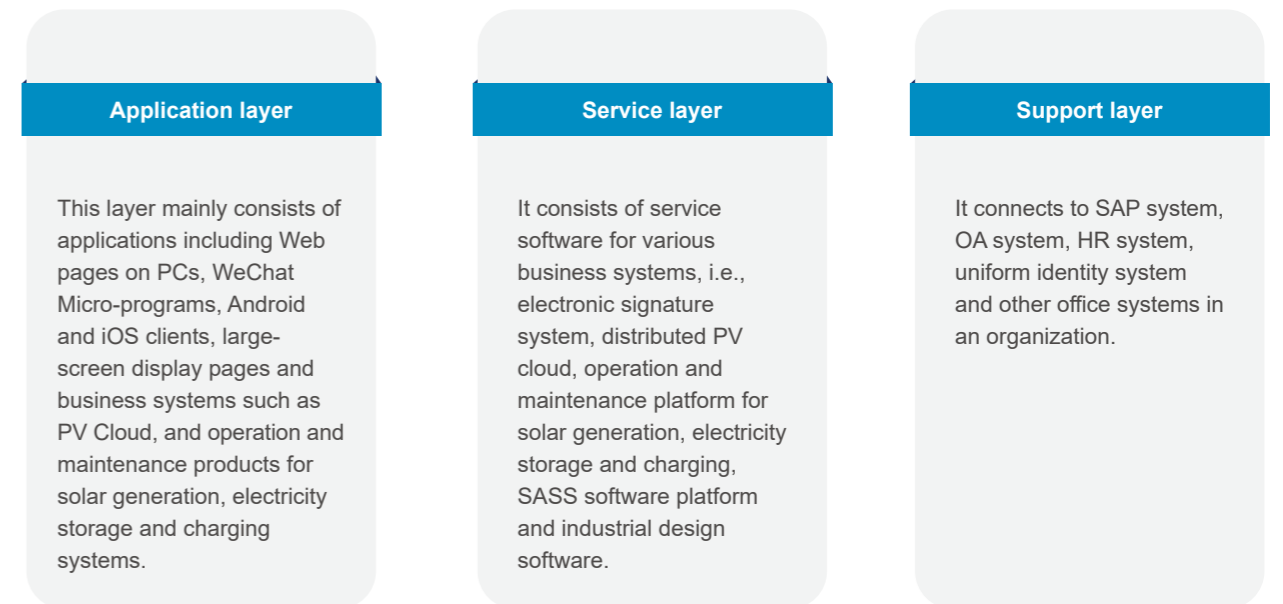 Application layer
This layer mainly consists of
applications including Web
pages on PCs, WeChat
Micro-programs, Android
and iOS clients, large-
screen display pages and
business systems such as
PV Cloud, and operation and
maintenance products for
solar generation, electricity
storage and charging
systems.
Service layer
It consists of service
software for various
business systems, i.e.,
electronic signature
system, distributed PV
cloud, operation and
maintenance platform for
solar generation, electricity
storage and charging,
SASS software platform
and industrial design
software.
Support layer
It connects to SAP system,
OA system, HR system,
uniform identity system
and other office systems in
an organization.